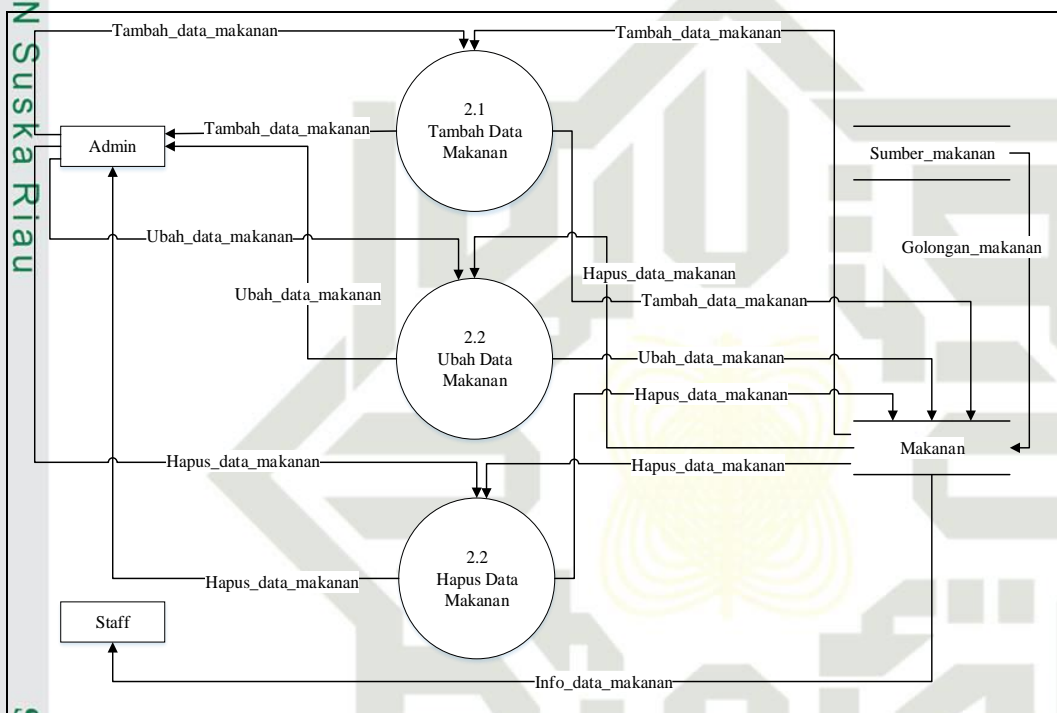 N Suska Riau
Tambah_data_makanan
Tambah_data_makanan
2.1
Tambah Data
Makanan
Tambah_data_makanan
Admin
Sumber_makanan
Ubah_data_makanan
Golongan_makanan
Hapus_data_makanan
Ubah_data_makanan
Tambah_data_makanan
2.2
Ubah Data
Makanan
Ubah_data_makanan
Hapus_data_makanan
Makanan
Hapus_data_makanan
Hapus_data_makanan
2.2
Hapus Data
Makanan
Hapus_data_makanan
Staff
Info_data_makanan